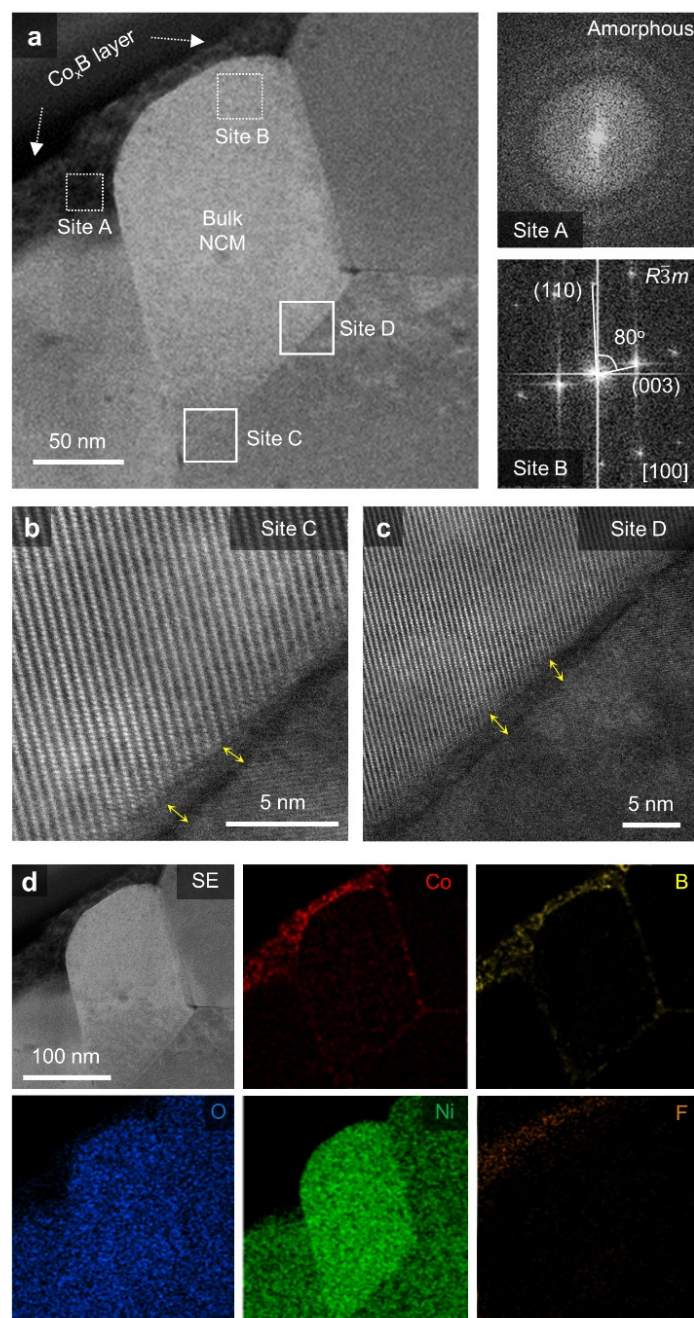 a
CoₓB layer
Site A
Site B
Bulk
NCM
Site D
Site C
50 nm
Amorphous
Site A
R3̄m
(110)
80°
(003)
Site B
[100]
b
Site C
5 nm
c
Site D
5 nm
d
SE
100 nm
Co
B
O
Ni
F